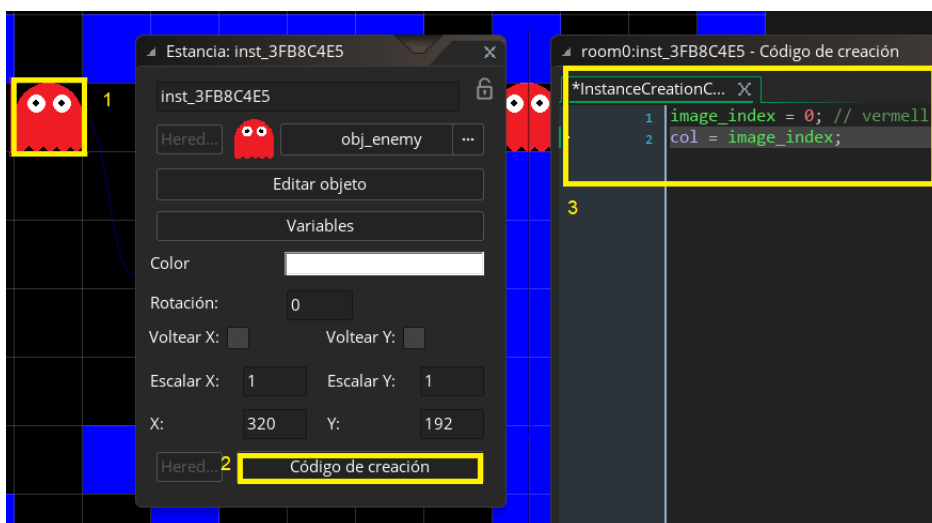 Estancia: inst_3FB8C4E5
inst_3FB8C4E5
Hered...
obj_enemy
...
Editar objeto
Variables
Color
Rotación:
0
Voltear X:
Voltear Y:
Escalar X:
1
Escalar Y:
1
X:
320
Y:
192
Hered...
Código de creación
1
2
room0:inst_3FB8C4E5 - Código de creación
*InstanceCreationC...
1 image_index = 0; // vermell
2 col = image_index;
3